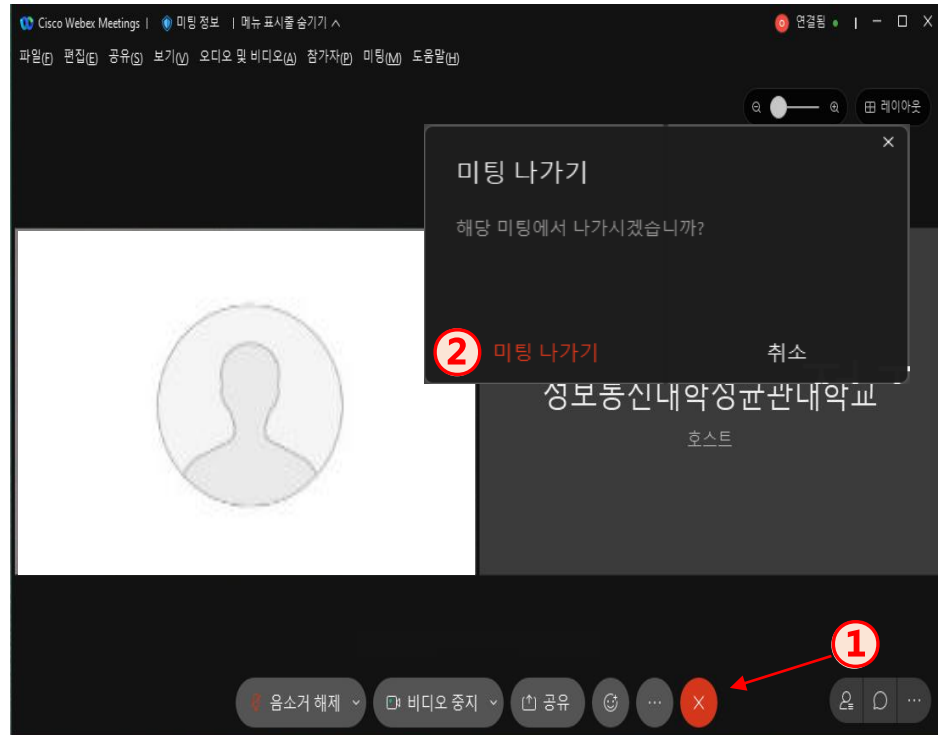 Cisco Webex Meetings | 미팅 정보 | 메뉴 표시줄 숨기기 ^ 연결됨
파일(F) 편집(E) 공유(S) 보기(V) 오디오 및 비디오(A) 참가자(P) 미팅(M) 도움말(H)
레이아웃
미팅 나가기
해당 미팅에서 나가시겠습니까?
2 미팅 나가기 취소
정보통신대학성균관대학교
호스트
1
음소거 해제 비디오 중지 공유